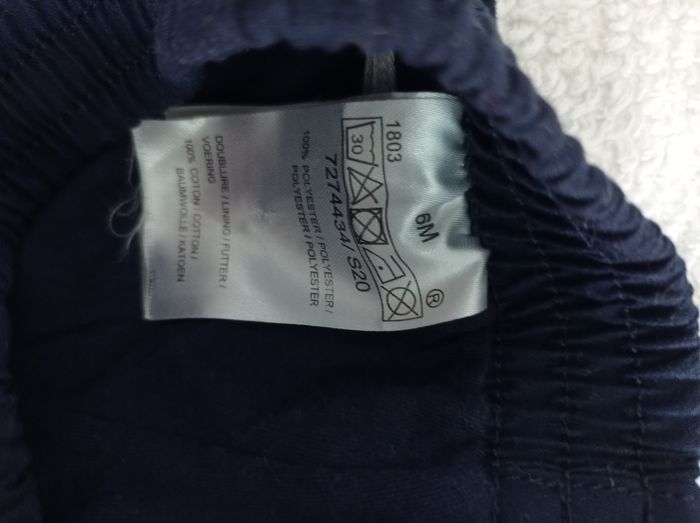 6M
®
1803
30
7274434/ S20
100% POLYESTER / POLYESTER /
POLYESTER / POLYESTER
DOUBLURE / LINING / FUTTER /
VOERING
100% COTON / COTTON /
BAUMWOLLE / KATOEN